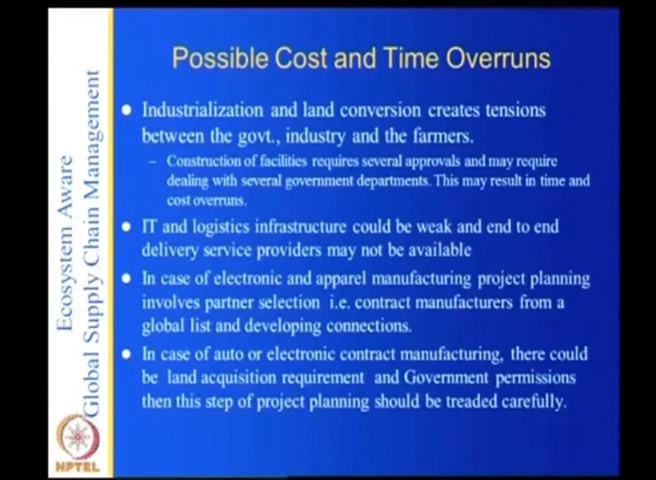 Possible Cost and Time Overruns
Industrialization and land conversion creates tensions
between the govt., industry and the farmers.
– Construction of facilities requires several approvals and may require
dealing with several government departments. This may result in time and
cost overruns.
IT and logistics infrastructure could be weak and end to end
delivery service providers may not be available
In case of electronic and apparel manufacturing project planning
involves partner selection i.e. contract manufacturers from a
global list and developing connections.
In case of auto or electronic contract manufacturing, there could
be land acquisition requirement and Government permissions
then this step of project planning should be treaded carefully.
Ecosystem Aware
Global Supply Chain Management
NPTEL